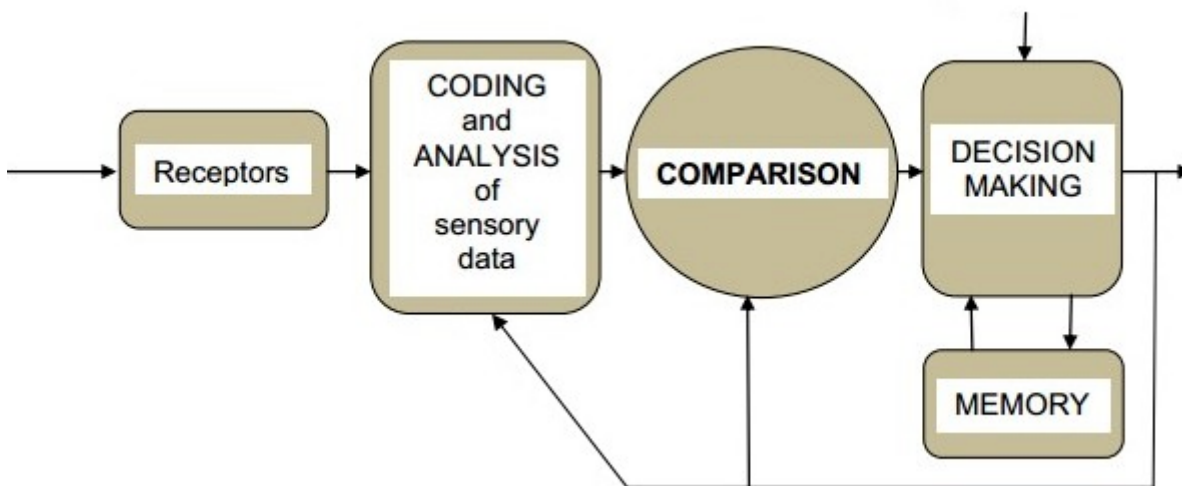 Receptors
CODING
and
ANALYSIS
of
sensory
data
COMPARISON
DECISION
MAKING
MEMORY